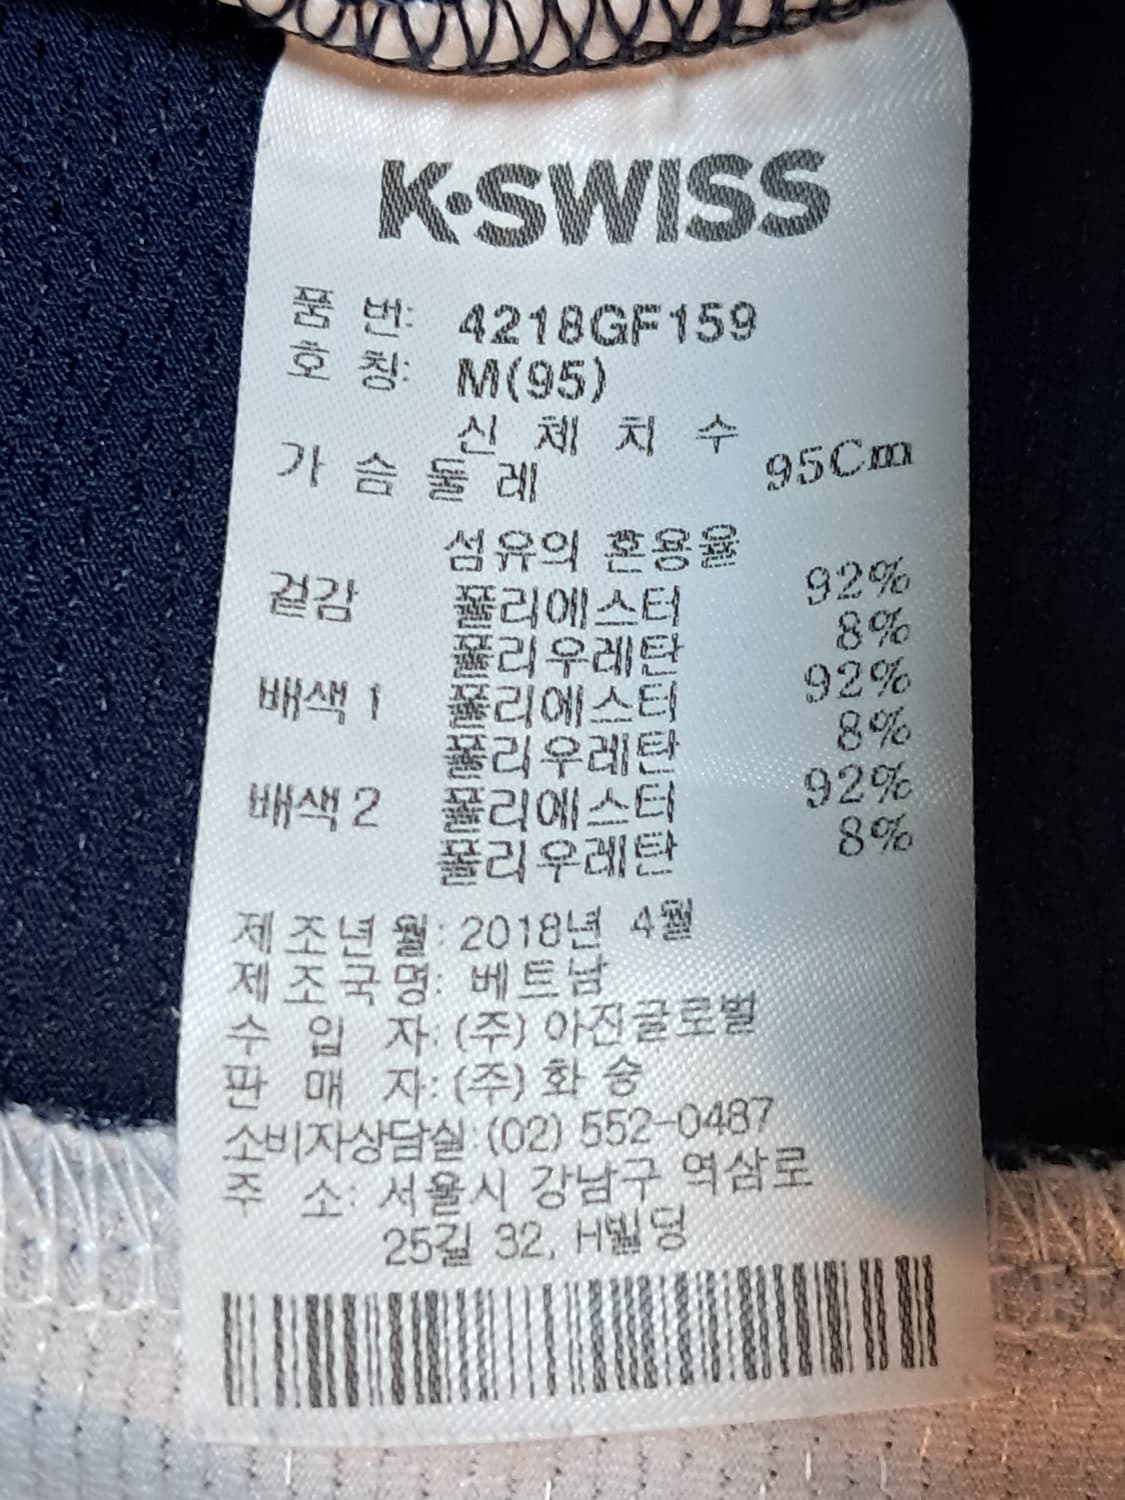 K·SWISS
품 번: 4218GF159
호 칭: M(95)
신 체 치 수
가 슴 둘 레 95Cm
섬유의 혼용율
겉감 폴리에스터 92%
폴리우레탄 8%
배색 1 폴리에스터 92%
폴리우레탄 8%
배색 2 폴리에스터 92%
폴리우레탄 8%
제조년월: 2018년 4월
제조국명: 베트남
수 입 자: (주) 아진글로벌
판 매 자: (주) 화 승
소비자상담실: (02) 552-0487
주 소: 서울시 강남구 역삼로
25길 32, H빌딩